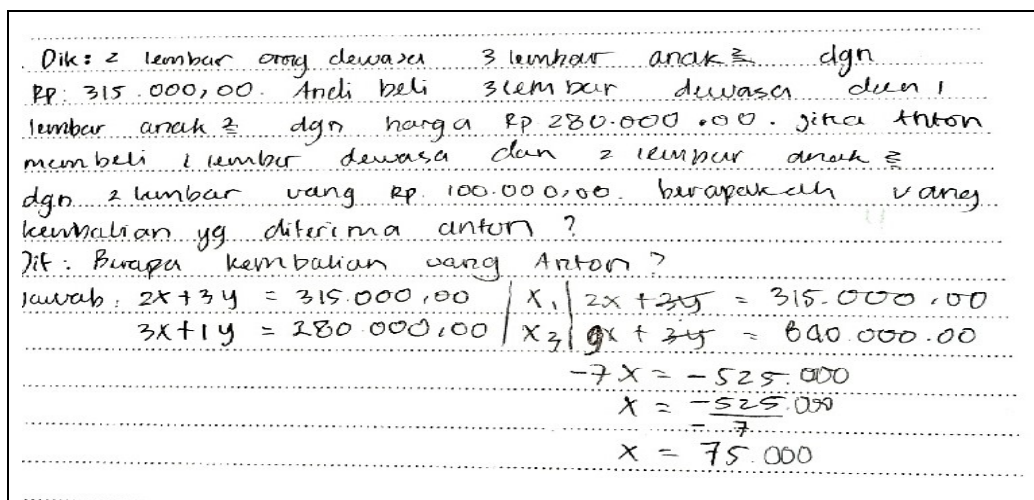 Dik: 2 lembar orang dewasa 3 lembar anak2 dgn
Rp. 315.000,00. Andi beli 3 lembar dewasa dan 1
lembar anak2 dgn harga Rp 280.000.00. jika Anton
membeli 1 lembar dewasa dan 2 lembar anak2
dgn 2 lembar uang Rp. 100.000,00. berapakah uang
kembalian yg diterima anton ?
Dit : Berapa kembalian uang Anton ?
Jawab : 2x+3y = 315.000,00 | x1 | 2x + 3y = 315.000,00
3x+1y = 280.000,00 | x3 | 9x + 3y = 840.000.00
-7x = -525.000
x = -525.000
- 7
x = 75.000